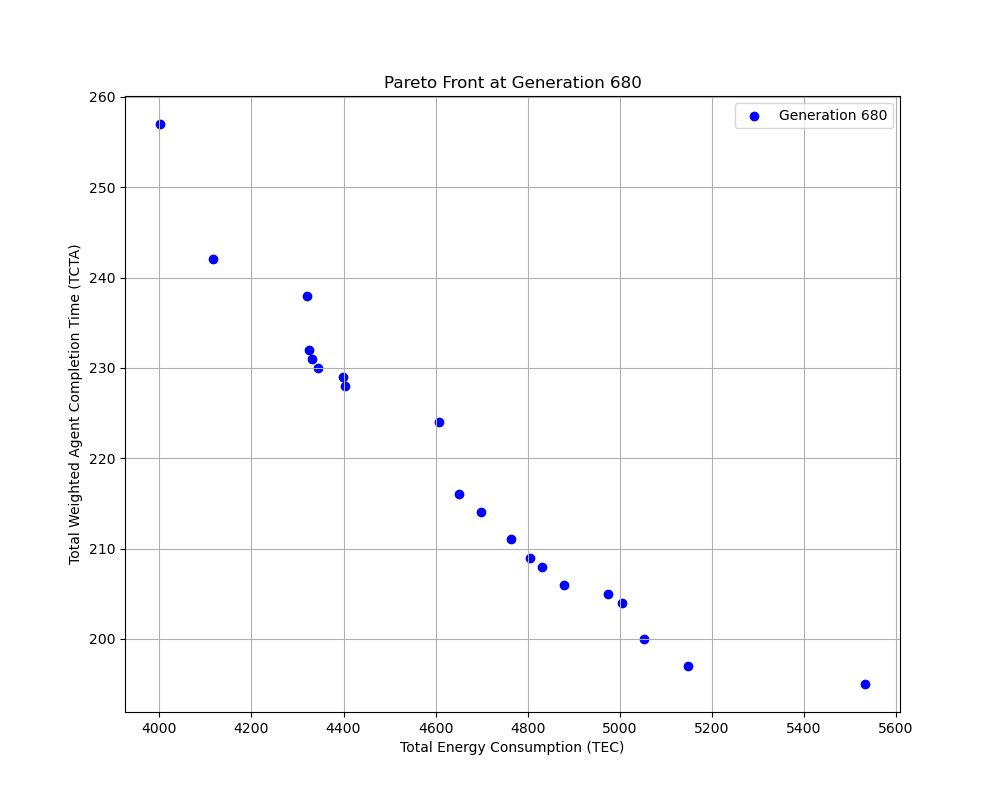 Pareto Front at Generation 680
Generation 680
Total Weighted Agent Completion Time (TCTA)
260
250
240
230
220
210
200
4000 4200 4400 4600 4800 5000 5200 5400 5600
Total Energy Consumption (TEC)